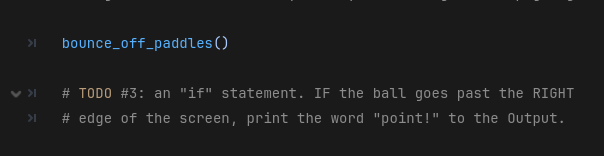 bounce_off_paddles()
# TODO #3: an "if" statement. IF the ball goes past the RIGHT
# edge of the screen, print the word "point!" to the Output.